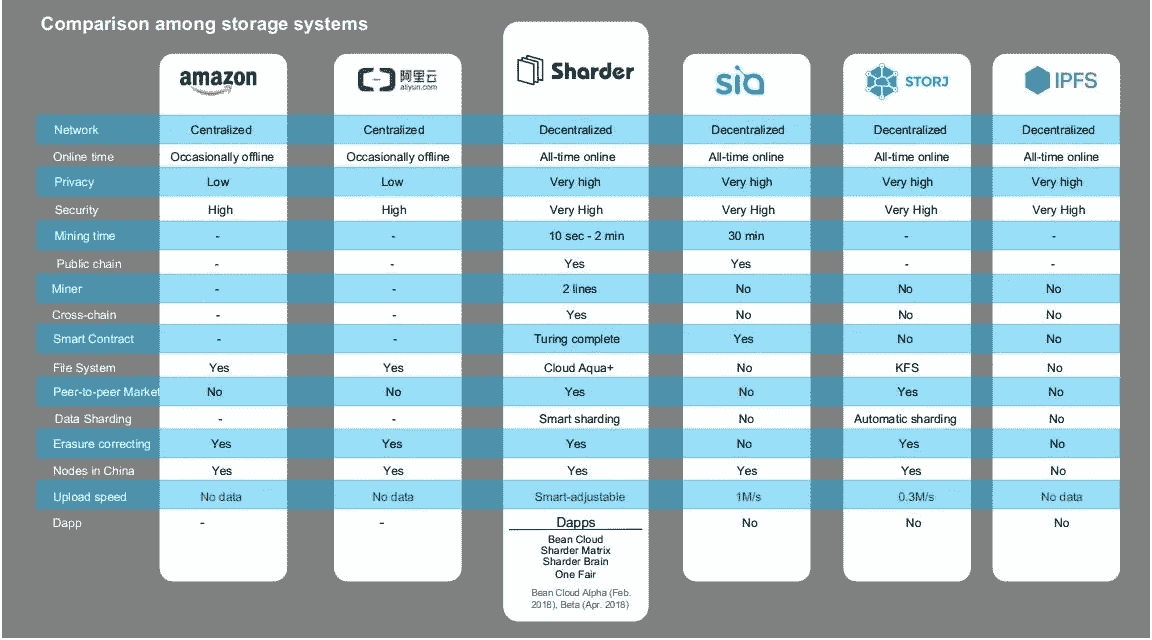 Comparison among storage systems
amazon 阿里云 Sharder sia STORJ IPFS
aliyun.com
Network Centralized Centralized Decentralized Decentralized Decentralized Decentralized
Online time Occasionally offline Occasionally offline All-time online All-time online All-time online All-time online
Privacy Low Low Very high Very high Very high Very high
Security High High Very High Very High Very High Very High
Mining time - - 10 sec - 2 min 30 min - -
Public chain - - Yes Yes - -
Miner - - 2 lines No No No
Cross-chain - - Yes No No No
Smart Contract - - Turing complete Yes No No
File System Yes Yes Cloud Aqua+ No KFS No
Peer-to-peer Market No No Yes No Yes No
Data Sharding - - Smart sharding No Automatic sharding No
Erasure correcting Yes Yes Yes No Yes No
Nodes in China Yes Yes Yes Yes Yes No
Upload speed No data No data Smart-adjustable 1M/s 0.3M/s No data
Dapp - - Dapps No No No
Bean Cloud
Sharder Matrix
Sharder Brain
One Fair
Bean Cloud Alpha (Feb.
2018), Beta (Apr. 2018)